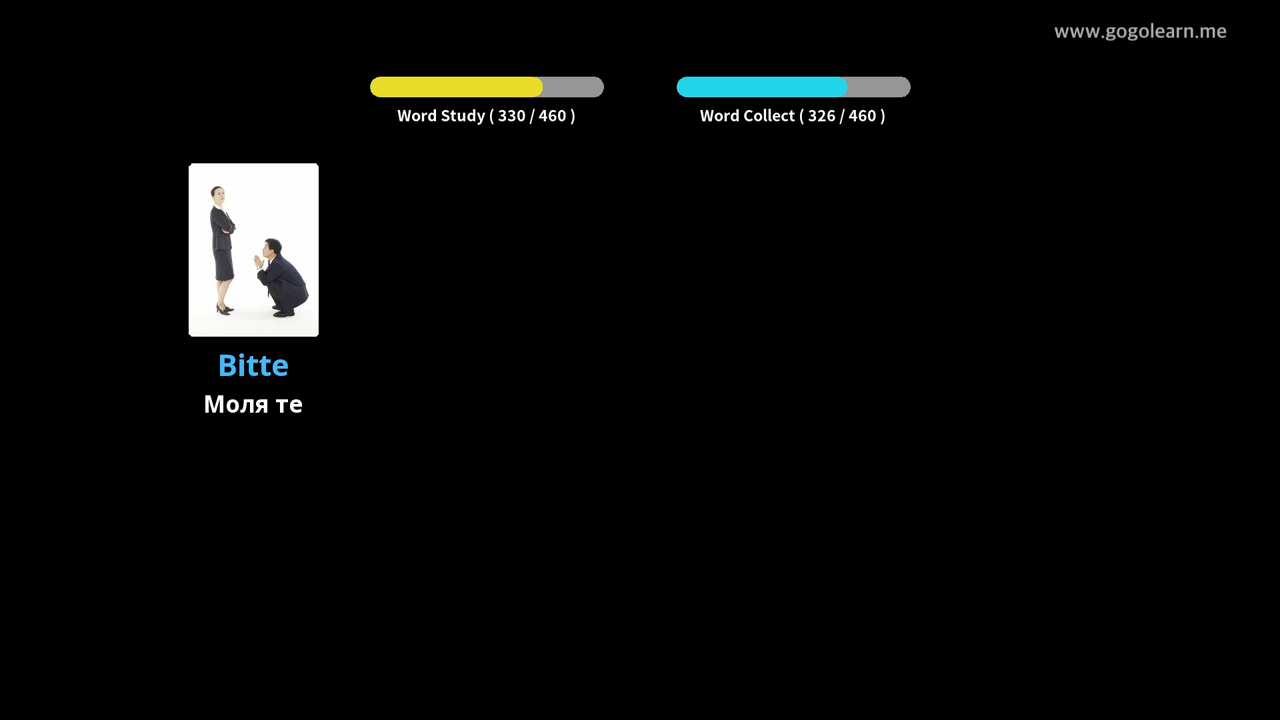 www.gogolearn.me
Word Study ( 330 / 460 )
Word Collect ( 326 / 460 )
Bitte
Моля те